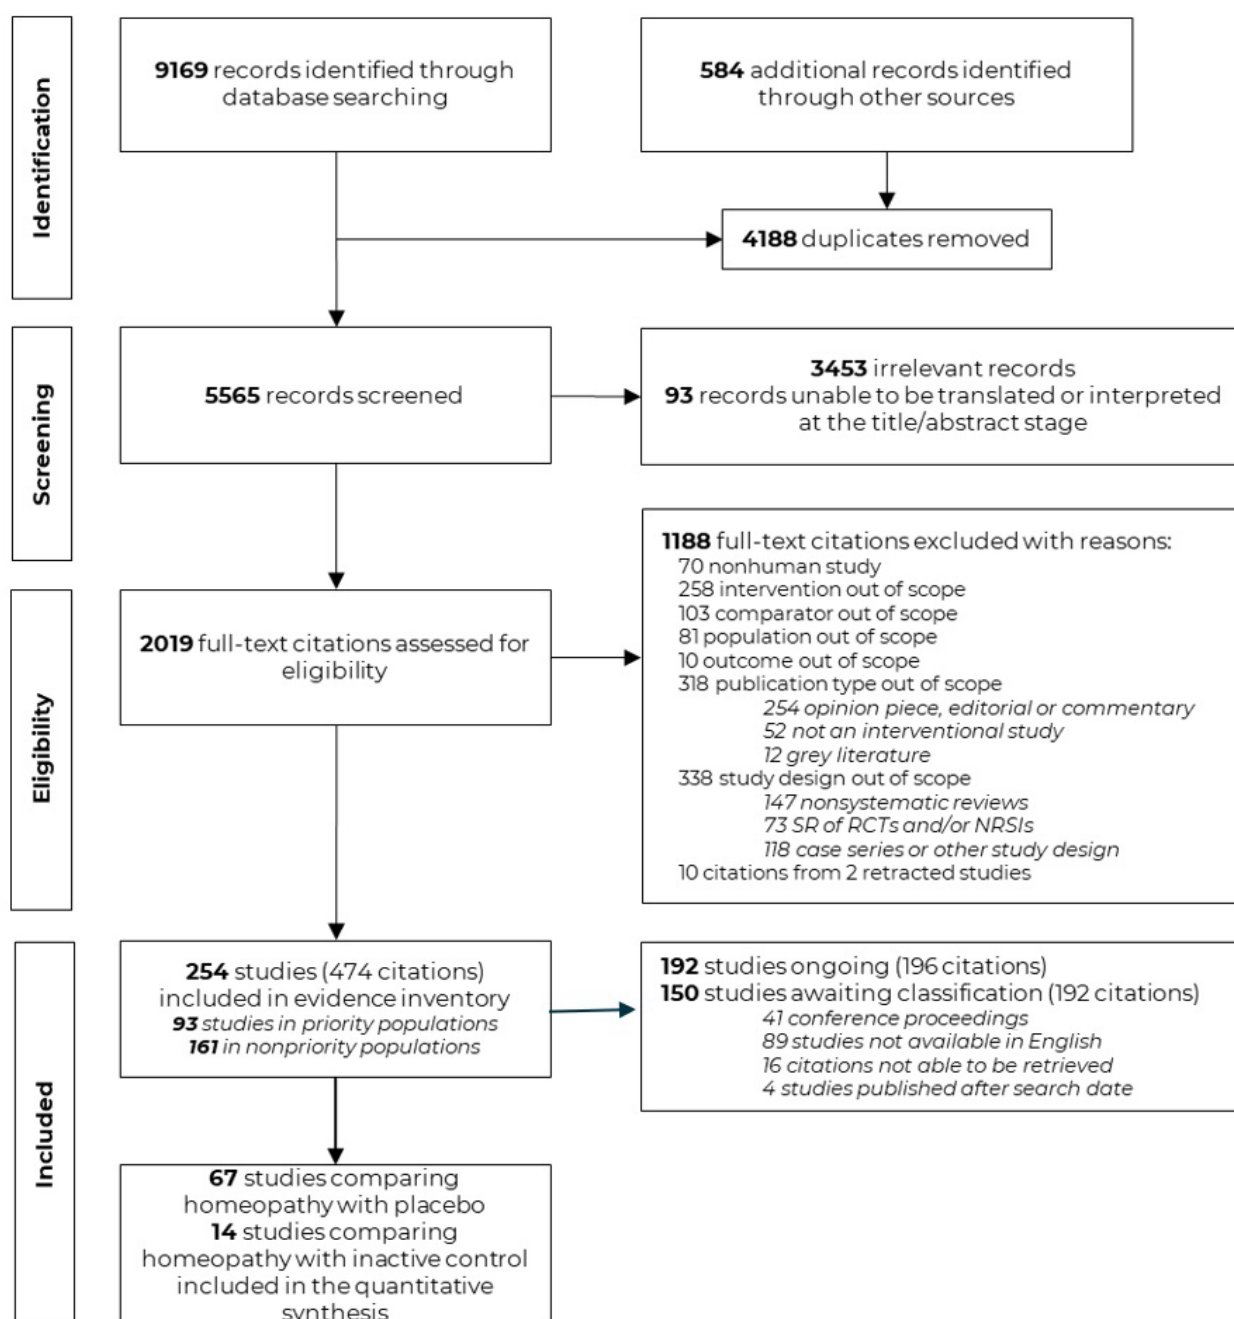 Identification
9169 records identified through
database searching
584 additional records identified
through other sources
4188 duplicates removed
Screening
5565 records screened
3453 irrelevant records
93 records unable to be translated or interpreted
at the title/abstract stage
Eligibility
2019 full-text citations assessed for
eligibility
1188 full-text citations excluded with reasons:
70 nonhuman study
258 intervention out of scope
103 comparator out of scope
81 population out of scope
10 outcome out of scope
318 publication type out of scope
254 opinion piece, editorial or commentary
52 not an interventional study
12 grey literature
338 study design out of scope
147 nonsystematic reviews
73 SR of RCTs and/or NRSIs
118 case series or other study design
10 citations from 2 retracted studies
Included
254 studies (474 citations)
included in evidence inventory
93 studies in priority populations
161 in nonpriority populations
192 studies ongoing (196 citations)
150 studies awaiting classification (192 citations)
41 conference proceedings
89 studies not available in English
16 citations not able to be retrieved
4 studies published after search date
67 studies comparing
homeopathy with placebo
14 studies comparing
homeopathy with inactive control
included in the quantitative
synthesis